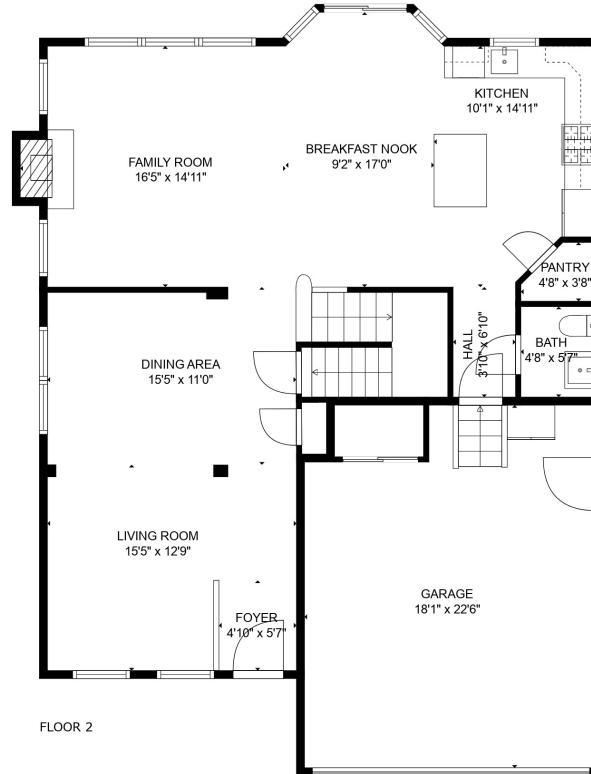 KITCHEN
10'1" x 14'11"
FAMILY ROOM
16'5" x 14'11"
BREAKFAST NOOK
9'2" x 17'0"
PANTRY
4'8" x 3'8"
HALL
3'10" x 6'10"
BATH
4'8" x 5'7"
DINING AREA
15'5" x 11'0"
LIVING ROOM
15'5" x 12'9"
GARAGE
18'1" x 22'6"
FOYER
4'10" x 5'7"
FLOOR 2